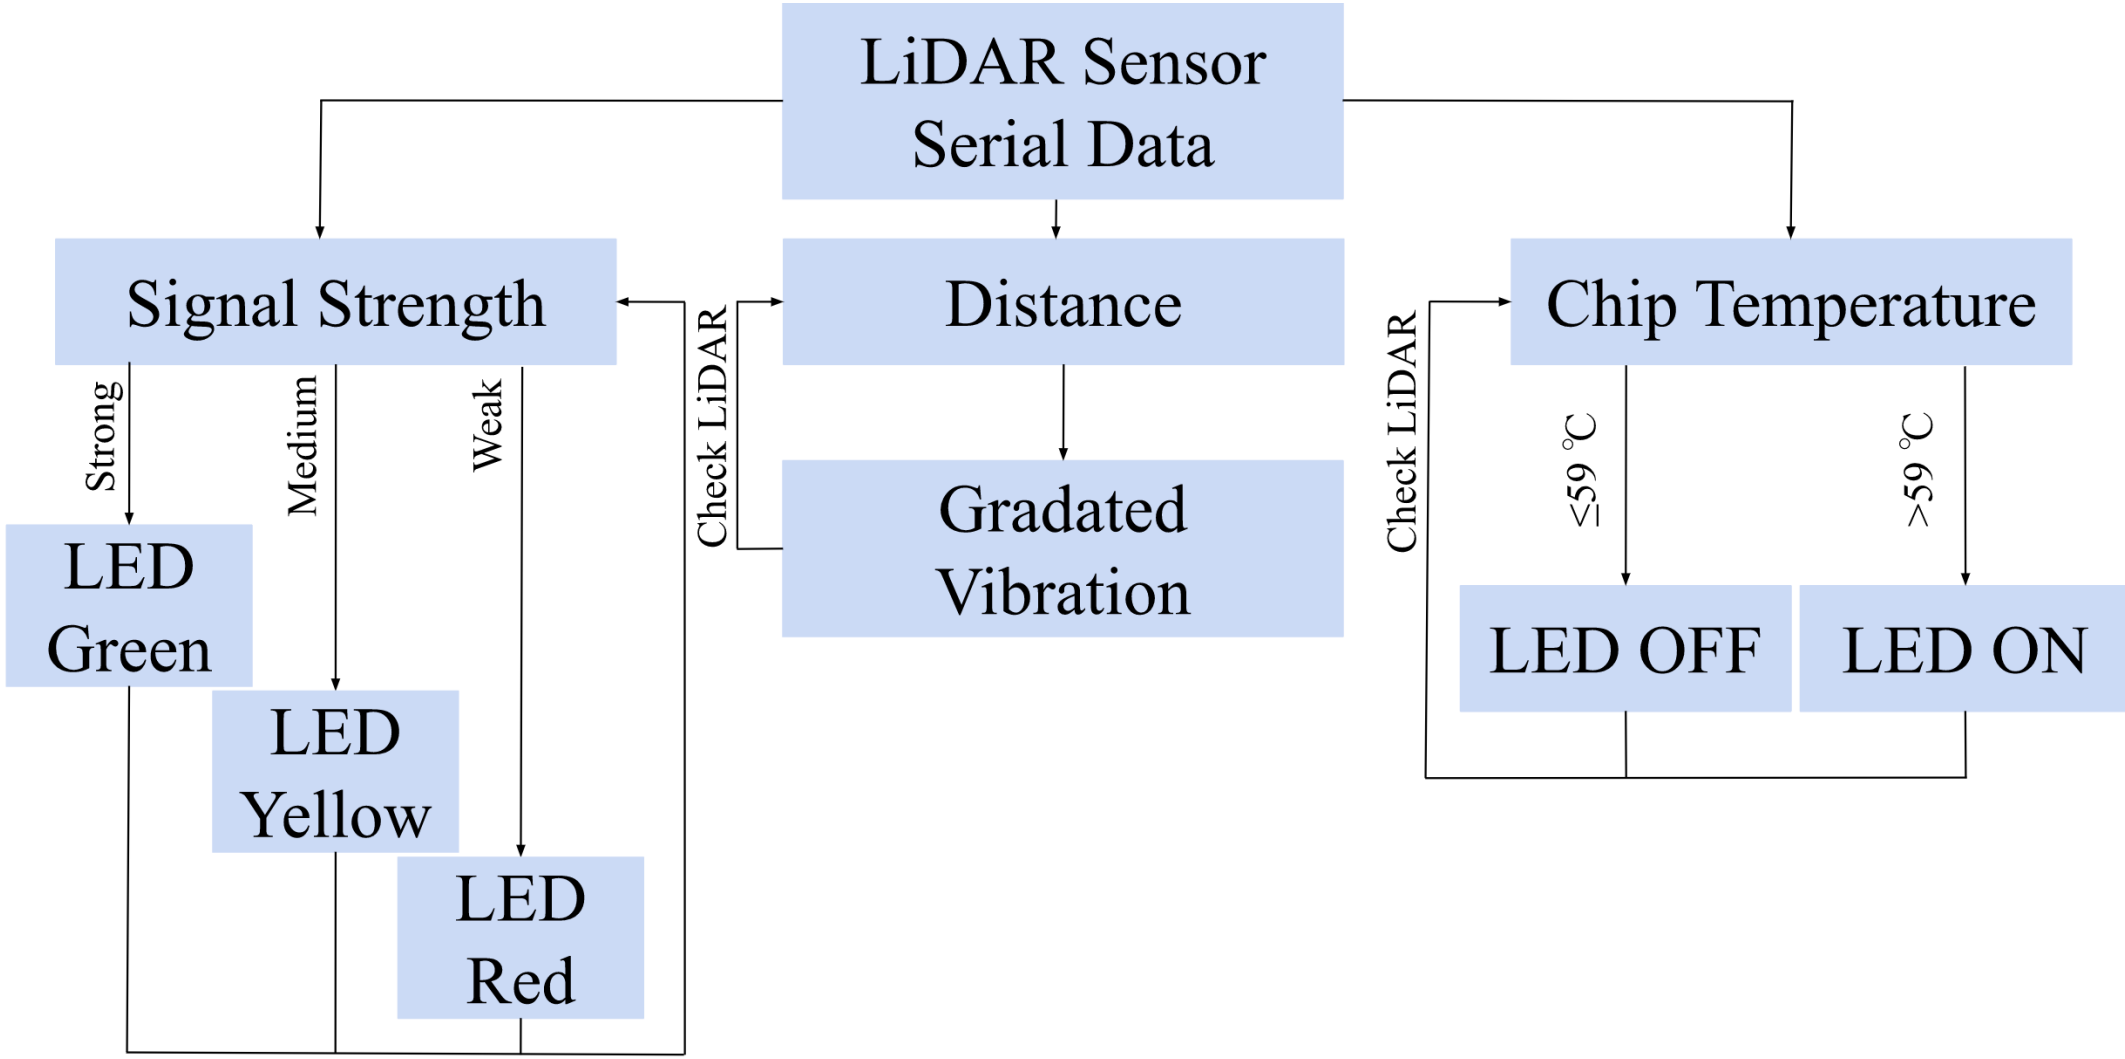 LiDAR Sensor
Serial Data
Signal Strength
Distance
Chip Temperature
Strong
Medium
Weak
Check LiDAR
Check LiDAR
≤59 ℃
>59 ℃
Gradated
Vibration
LED
Green
LED OFF
LED ON
LED
Yellow
LED
Red